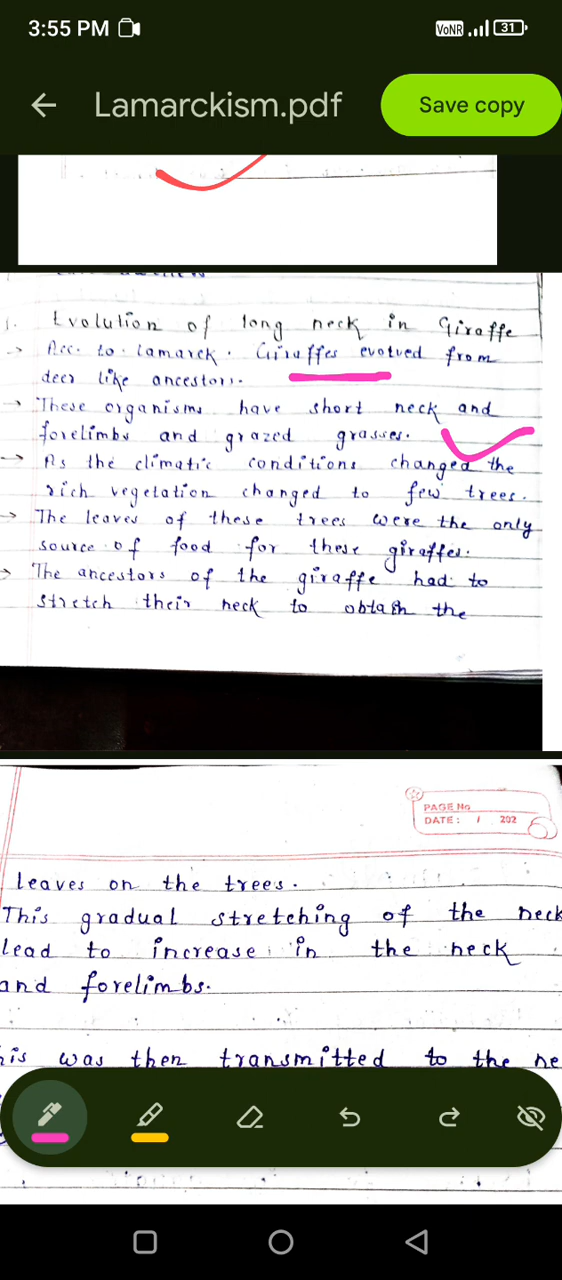 3:55 PM
VoNR 31
Lamarckism.pdf
Save copy
1. Evolution of long neck in Giraffe
→ Acc. to. Lamarck. Giraffes evolved from
deer like ancestors.
→ These organisms have short neck and
forelimbs and grazed grasses.
→ As the climatic conditions changed the
rich vegetation changed to few trees.
→ The leaves of these trees were the only
source of food for these giraffes.
→ The ancestors of the giraffe had to
stretch their neck to obtain the
PAGE No
DATE: / 202
leaves on the trees.
This gradual stretching of the neck
lead to increase in the neck
and forelimbs.
his was then transmitted to the ne